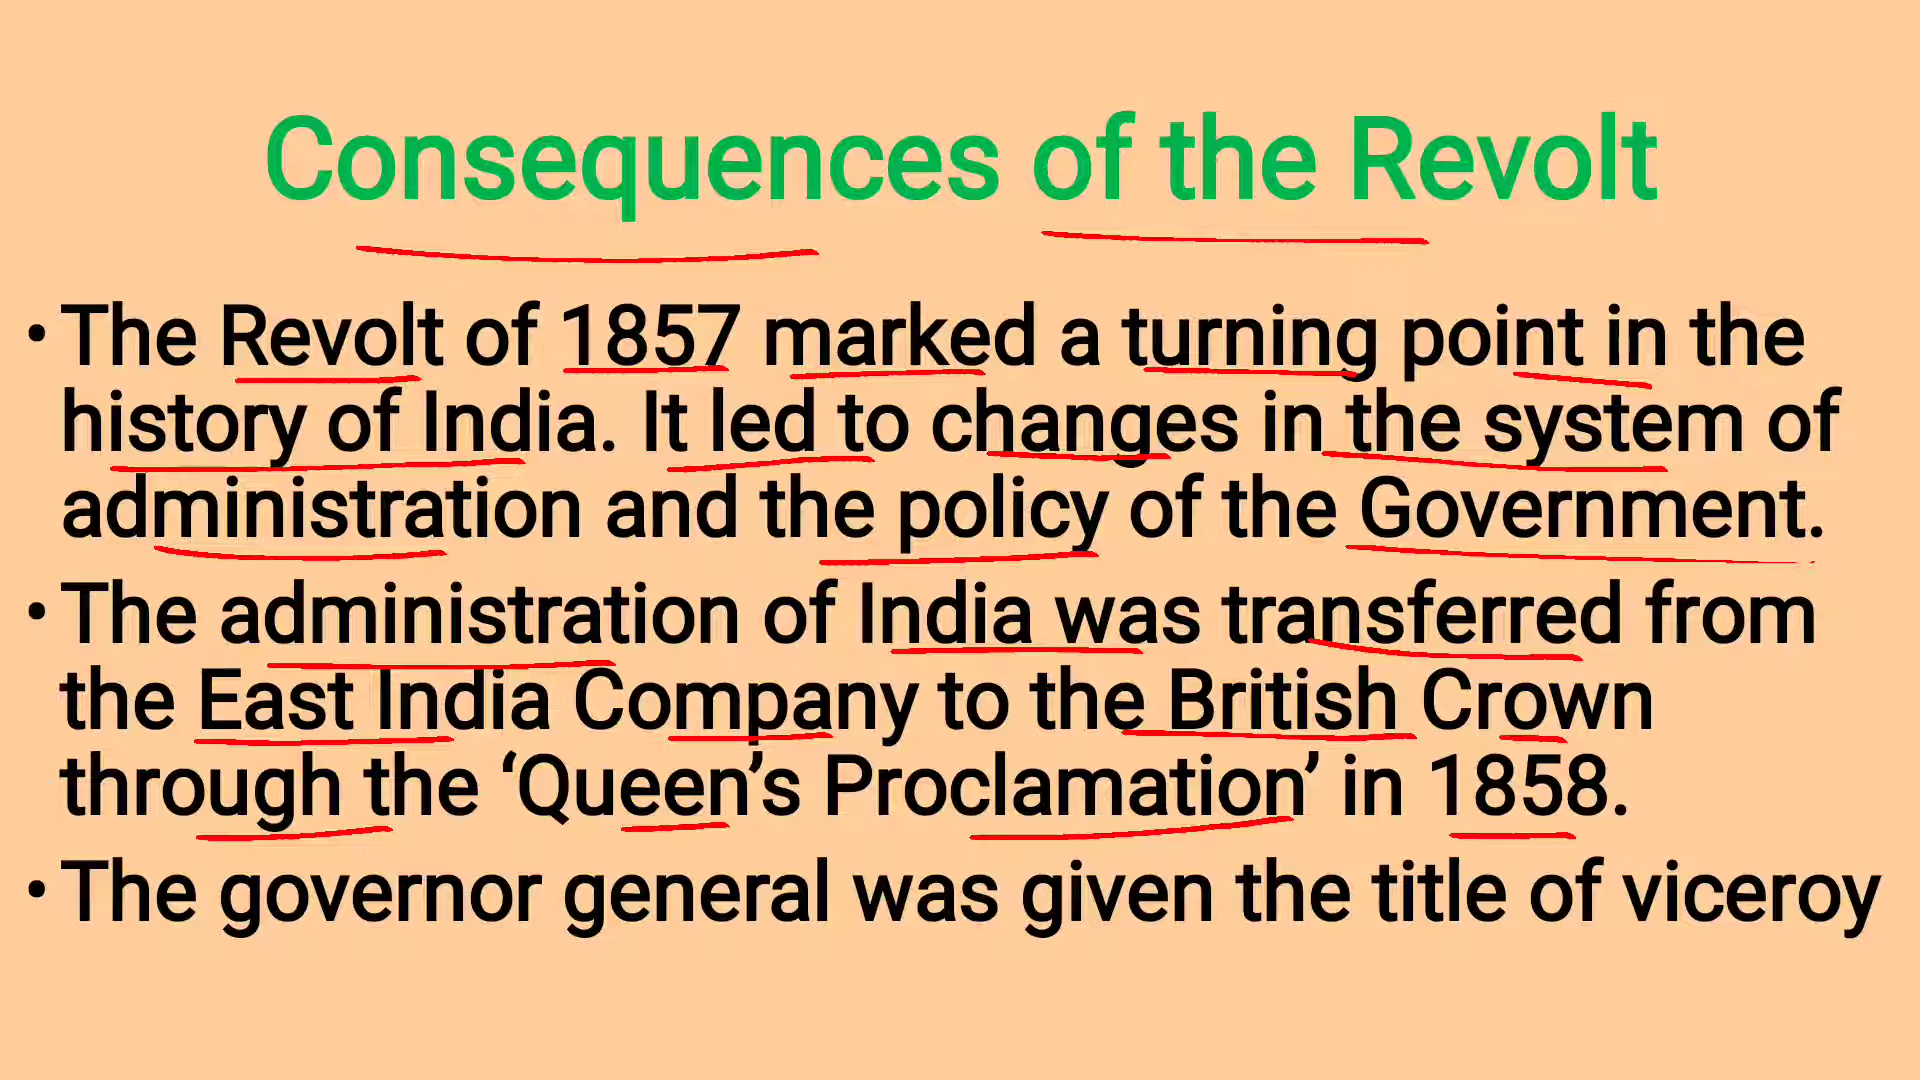 Consequences of the Revolt
• The Revolt of 1857 marked a turning point in the
history of India. It led to changes in the system of
administration and the policy of the Government.
• The administration of India was transferred from
the East India Company to the British Crown
through the ‘Queen’s Proclamation’ in 1858.
• The governor general was given the title of viceroy